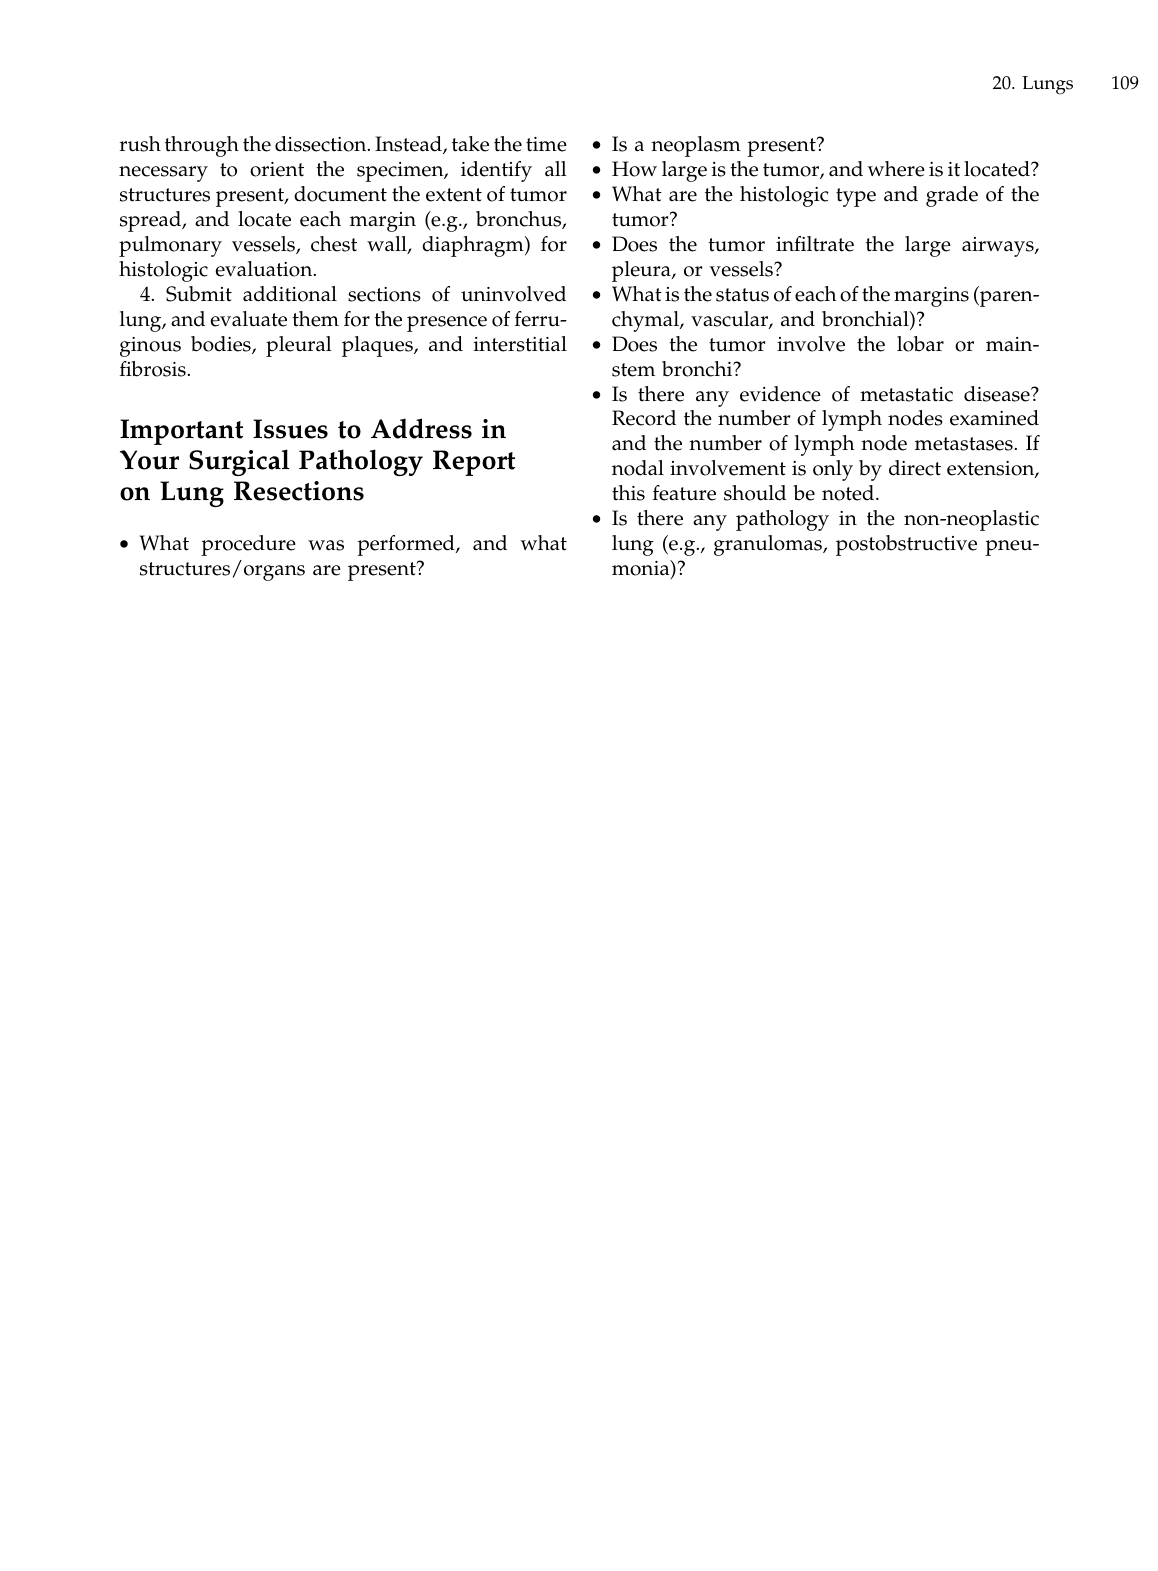 20. Lungs 109
rush through the dissection. Instead, take the time
necessary to orient the specimen, identify all
structures present, document the extent of tumor
spread, and locate each margin (e.g., bronchus,
pulmonary vessels, chest wall, diaphragm) for
histologic evaluation.
4. Submit additional sections of uninvolved
lung, and evaluate them for the presence of ferru-
ginous bodies, pleural plaques, and interstitial
fibrosis.
Important Issues to Address in
Your Surgical Pathology Report
on Lung Resections
• What procedure was performed, and what
structures/organs are present?
• Is a neoplasm present?
• How large is the tumor, and where is it located?
• What are the histologic type and grade of the
tumor?
• Does the tumor infiltrate the large airways,
pleura, or vessels?
• What is the status of each of the margins (paren-
chymal, vascular, and bronchial)?
• Does the tumor involve the lobar or main-
stem bronchi?
• Is there any evidence of metastatic disease?
Record the number of lymph nodes examined
and the number of lymph node metastases. If
nodal involvement is only by direct extension,
this feature should be noted.
• Is there any pathology in the non-neoplastic
lung (e.g., granulomas, postobstructive pneu-
monia)?